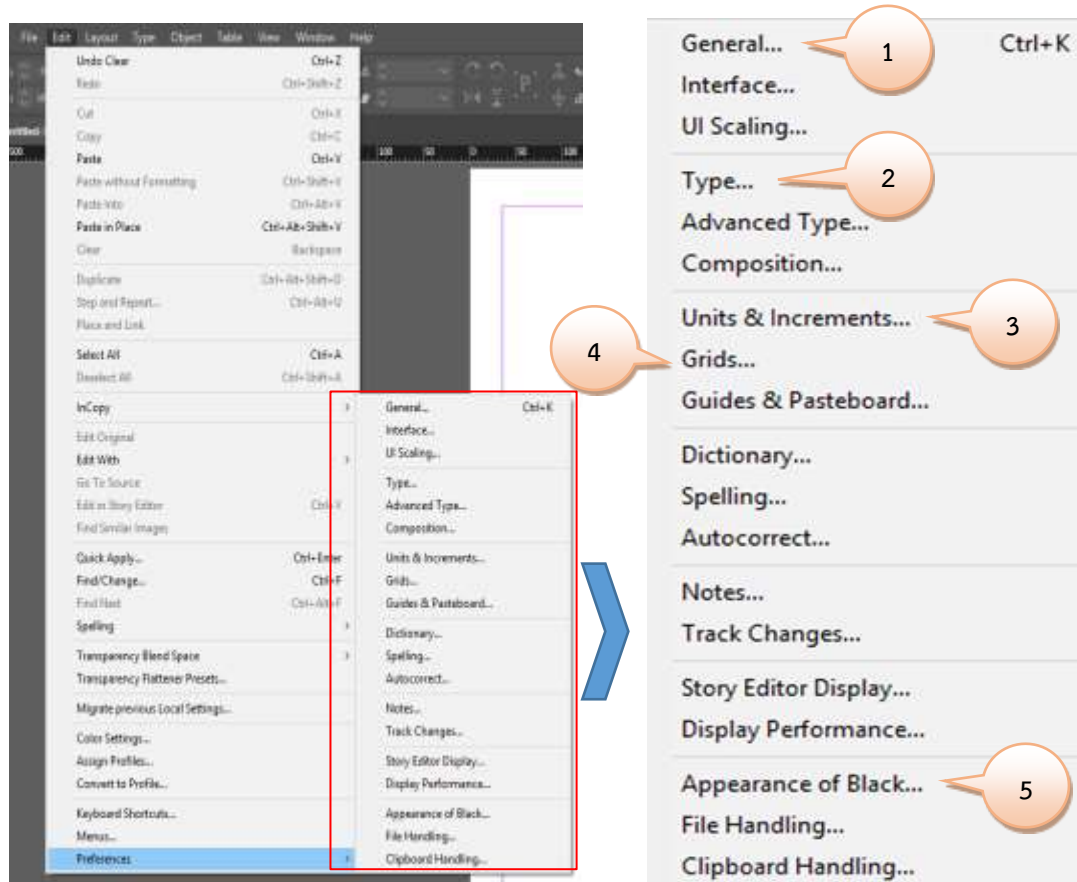 File Edit Layout Type Object Table View Window Help
Undo Clear Ctrl+Z
Redo Ctrl+Shift+Z
Cut Ctrl+X
Copy Ctrl+C
Paste Ctrl+V
Paste without Formatting Ctrl+Shift+V
Paste Into Ctrl+Alt+V
Paste in Place Ctrl+Alt+Shift+V
Clear Backspace
Duplicate Ctrl+Alt+Shift+D
Step and Repeat... Ctrl+Alt+U
Place and Link
Select All Ctrl+A
Deselect All Ctrl+Shift+A
InCopy
Edit Original
Edit With
Go To Source
Edit in Story Editor Ctrl+Y
Find Similar Images
Quick Apply... Ctrl+Enter
Find/Change... Ctrl+F
Find Next Ctrl+Alt+F
Spelling
Transparency Blend Space
Transparency Flattener Presets...
Migrate previous Local Settings...
Color Settings...
Assign Profiles...
Convert to Profile...
Keyboard Shortcuts...
Menus...
Preferences
100 50 0 50 100
General... Ctrl+K
Interface...
UI Scaling...
Type...
Advanced Type...
Composition...
Units & Increments...
Grids...
Guides & Pasteboard...
Dictionary...
Spelling...
Autocorrect...
Notes...
Track Changes...
Story Editor Display...
Display Performance...
Appearance of Black...
File Handling...
Clipboard Handling...
General... 1 Ctrl+K
Interface...
UI Scaling...
Type... 2
Advanced Type...
Composition...
Units & Increments... 3
4 Grids...
Guides & Pasteboard...
Dictionary...
Spelling...
Autocorrect...
Notes...
Track Changes...
Story Editor Display...
Display Performance...
Appearance of Black... 5
File Handling...
Clipboard Handling...